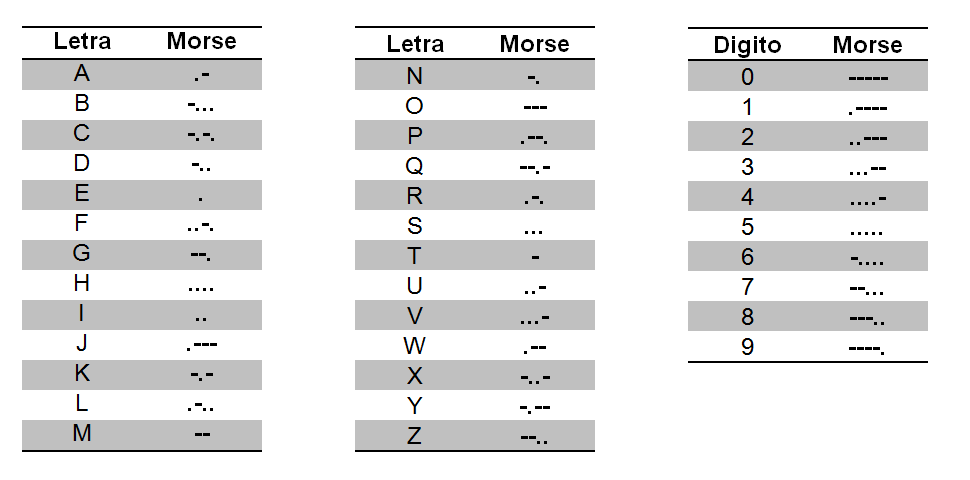 Letra Morse
A .-
B -...
C -.-.
D -..
E .
F ..-.
G --.
H ....
I ..
J .---
K -.-
L .-..
M --
Letra Morse
N -.
O ---
P .--.
Q --.-
R .-.
S ...
T -
U ..-
V ...-
W .--
X -..-
Y -.--
Z --..
Digito Morse
0 -----
1 .----
2 ..---
3 ...--
4 ....-
5 .....
6 -....
7 --...
8 ---..
9 ----.